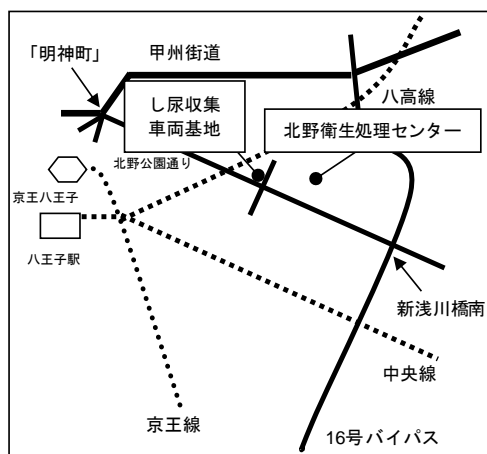 「明神町」
甲州街道
し尿収集
車両基地
八高線
北野衛生処理センター
北野公園通り
京王八王子
八王子駅
新浅川橋南
中央線
京王線
16号バイパス